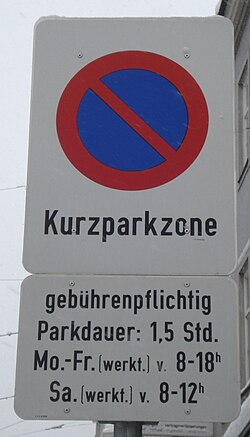 Kurzparkzone
gebührenpflichtig
Parkdauer: 1,5 Std.
Mo.-Fr. (werkt.) v. 8-18h
Sa. (werkt.) v. 8-12h